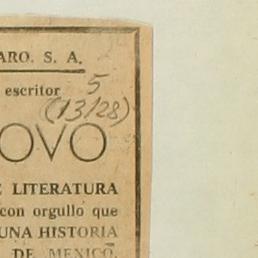 ARO. S. A.
escritor 5
(13/28)
OVO
E LITERATURA
con orgullo que
UNA HISTORIA
DE MEXICO.